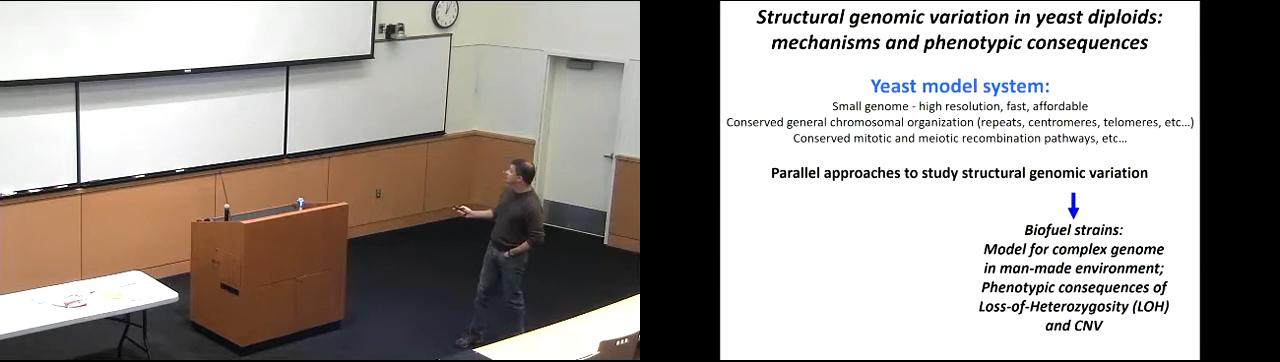 Structural genomic variation in yeast diploids:
mechanisms and phenotypic consequences
Yeast model system:
Small genome - high resolution, fast, affordable
Conserved general chromosomal organization (repeats, centromeres, telomeres, etc...)
Conserved mitotic and meiotic recombination pathways, etc...
Parallel approaches to study structural genomic variation
Biofuel strains:
Model for complex genome
in man-made environment;
Phenotypic consequences of
Loss-of-Heterozygosity (LOH)
and CNV